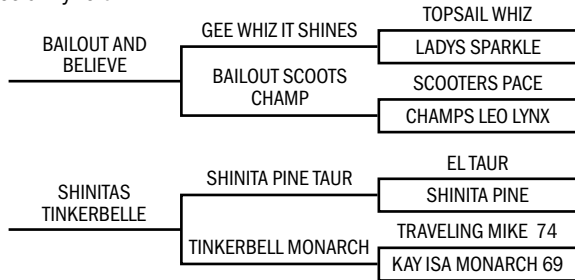 TOPSAIL WHIZ
GEE WHIZ IT SHINES
LADYS SPARKLE
BAILOUT AND
BELIEVE
BAILOUT SCOOTS
CHAMP
SCOOTERS PACE
CHAMPS LEO LYNX
EL TAUR
SHINITA PINE TAUR
SHINITA PINE
SHINITAS
TINKERBELLE
TRAVELING MIKE 74
TINKERBELL MONARCH
KAY ISA MONARCH 69